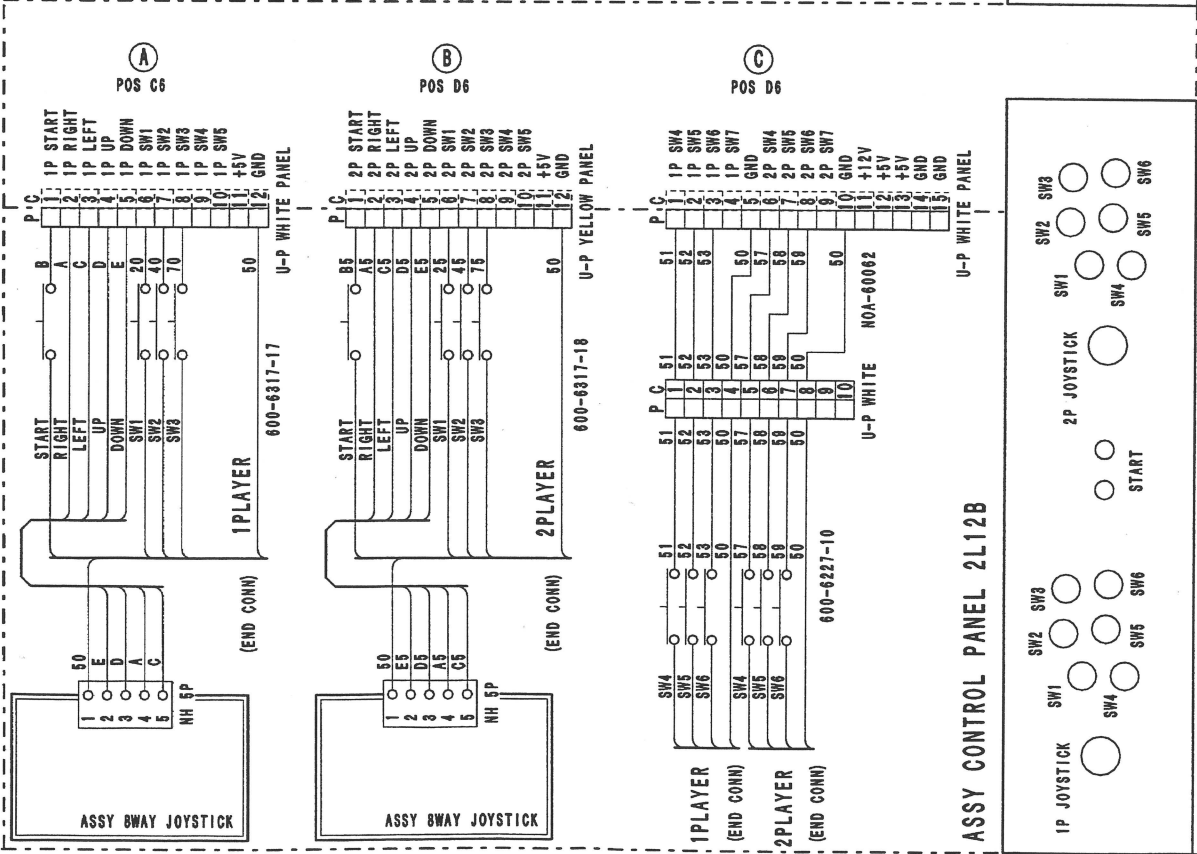 A
POS C6
1P START
1P RIGHT
1P LEFT
1P UP
1P DOWN
1P SW1
1P SW2
1P SW3
1P SW4
1P SW5
+5V
GND
P C
1
2
3
4
5
6
7
8
9
10
11
12
U-P WHITE PANEL
B
A
C
D
E
20
40
70
50
600-6317-17
START
RIGHT
LEFT
UP
DOWN
SW1
SW2
SW3
1PLAYER
(END CONN)
50
E
D
A
C
1
2
3
4
5
NH 5P
ASSY 8WAY JOYSTICK
B
POS D6
2P START
2P RIGHT
2P LEFT
2P UP
2P DOWN
2P SW1
2P SW2
2P SW3
2P SW4
2P SW5
+5V
GND
P C
1
2
3
4
5
6
7
8
9
10
11
12
U-P YELLOW PANEL
B5
A5
C5
D5
E5
25
45
75
50
600-6317-18
START
RIGHT
LEFT
UP
DOWN
SW1
SW2
SW3
2PLAYER
(END CONN)
50
E5
D5
A5
C5
1
2
3
4
5
NH 5P
ASSY 8WAY JOYSTICK
C
POS D6
1P SW4
1P SW5
1P SW6
1P SW7
GND
2P SW4
2P SW5
2P SW6
2P SW7
GND
+12V
+5V
+5V
GND
GND
P C
1
2
3
4
5
6
7
8
9
10
11
12
13
14
15
U-P WHITE PANEL
51
52
53
50
57
58
59
50
NOA-60062
51
52
53
50
57
58
59
50
P C
1
2
3
4
5
6
7
8
9
10
U-P WHITE
51
52
53
50
57
58
59
50
51
52
53
50
57
58
59
50
600-6227-10
SW4
SW5
SW6
SW4
SW5
SW6
1PLAYER
(END CONN)
2PLAYER
(END CONN)
ASSY CONTROL PANEL 2L12B
SW3
SW6
SW2
SW5
SW1
SW4
2P JOYSTICK
START
SW3
SW6
SW2
SW5
SW1
SW4
1P JOYSTICK